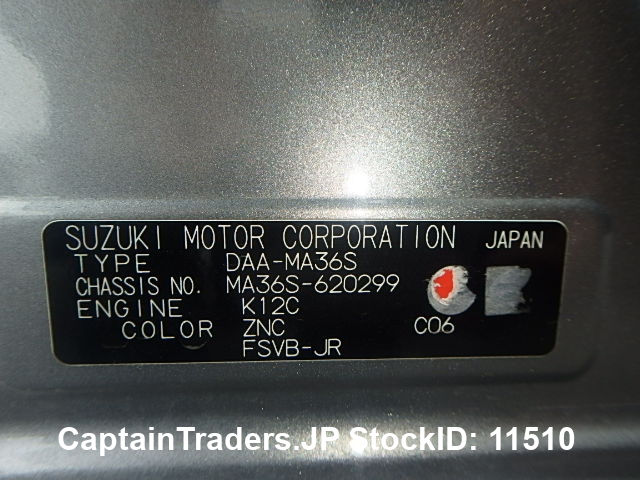 SUZUKI MOTOR CORPORATION JAPAN
TYPE DAA-MA36S
CHASSIS NO. MA36S-620299
ENGINE K12C
COLOR ZNC C06
FSVB-JR
CaptainTraders.JP StockID: 11510